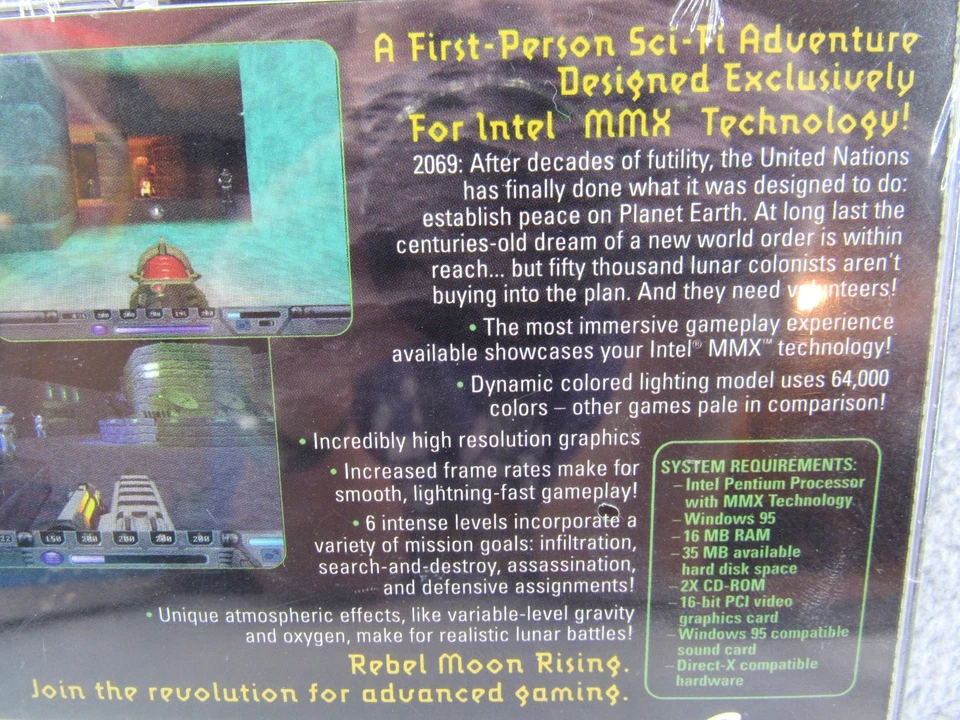 A First-Person Sci-Fi Adventure
Designed Exclusively
For Intel MMX Technology!
2069: After decades of futility, the United Nations
has finally done what it was designed to do:
establish peace on Planet Earth. At long last the
centuries-old dream of a new world order is within
reach... but fifty thousand lunar colonists aren't
buying into the plan. And they need volunteers!
• The most immersive gameplay experience
available showcases your Intel® MMX™ technology!
• Dynamic colored lighting model uses 64,000
colors – other games pale in comparison!
• Incredibly high resolution graphics
• Increased frame rates make for
smooth, lightning-fast gameplay!
• 6 intense levels incorporate a
variety of mission goals: infiltration,
search-and-destroy, assassination,
and defensive assignments!
• Unique atmospheric effects, like variable-level gravity
and oxygen, make for realistic lunar battles!
Rebel Moon Rising.
Join the revolution for advanced gaming.
SYSTEM REQUIREMENTS:
– Intel Pentium Processor
with MMX Technology
– Windows 95
– 16 MB RAM
– 35 MB available
hard disk space
– 2X CD-ROM
– 16-bit PCI video
graphics card
– Windows 95 compatible
sound card
– Direct-X compatible
hardware
150 200 200 200 200